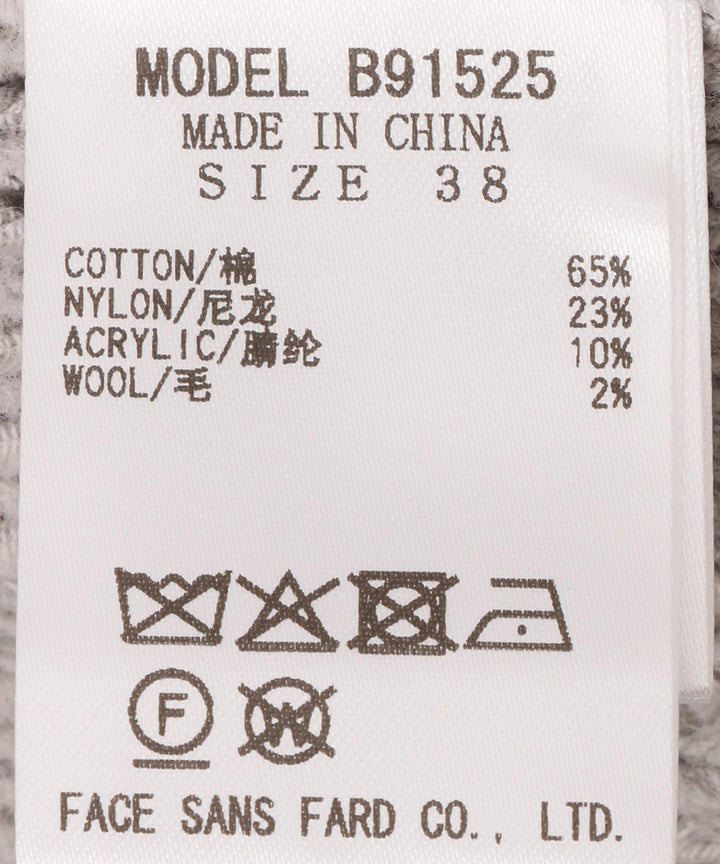 MODEL B91525
MADE IN CHINA
SIZE 38
COTTON/棉 65%
NYLON/尼龙 23%
ACRYLIC/腈纶 10%
WOOL/毛 2%
F W
FACE SANS FARD CO., LTD.